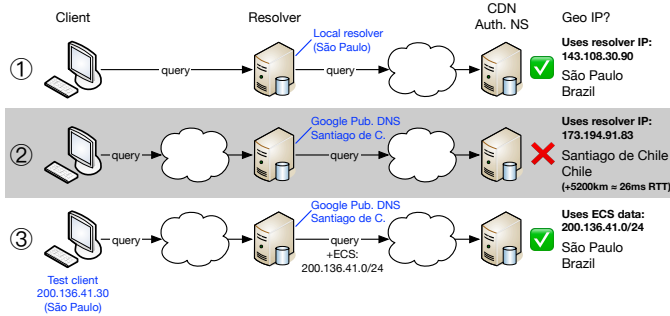 Client
Resolver
CDN
Auth. NS
Geo IP?
①
query
Local resolver
(São Paulo)
query
Uses resolver IP:
143.108.30.90
São Paulo
Brazil
②
query
Google Pub. DNS
Santiago de C.
query
Uses resolver IP:
173.194.91.83
Santiago de Chile
Chile
(+5200km ≈ 26ms RTT)
③
query
Test client
200.136.41.30
(São Paulo)
Google Pub. DNS
Santiago de C.
query
+ECS:
200.136.41.0/24
Uses ECS data:
200.136.41.0/24
São Paulo
Brazil